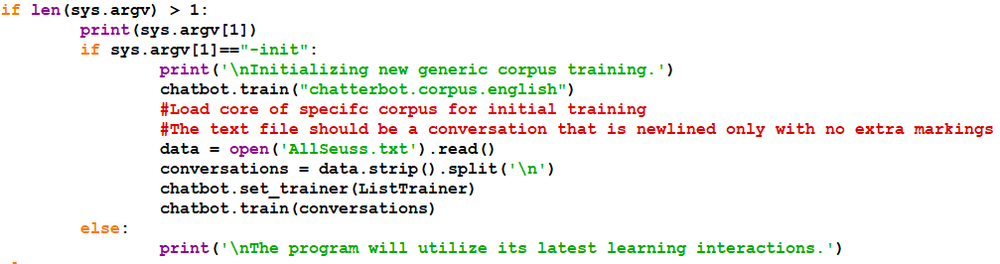 if len(sys.argv) > 1:
        print(sys.argv[1])
        if sys.argv[1]=="-init":
                print('\nInitializing new generic corpus training.')
                chatbot.train("chatterbot.corpus.english")
                #Load core of specifc corpus for initial training
                #The text file should be a conversation that is newlined only with no extra markings
                data = open('AllSeuss.txt').read()
                conversations = data.strip().split('\n')
                chatbot.set_trainer(ListTrainer)
                chatbot.train(conversations)
        else:
                print('\nThe program will utilize its latest learning interactions.')